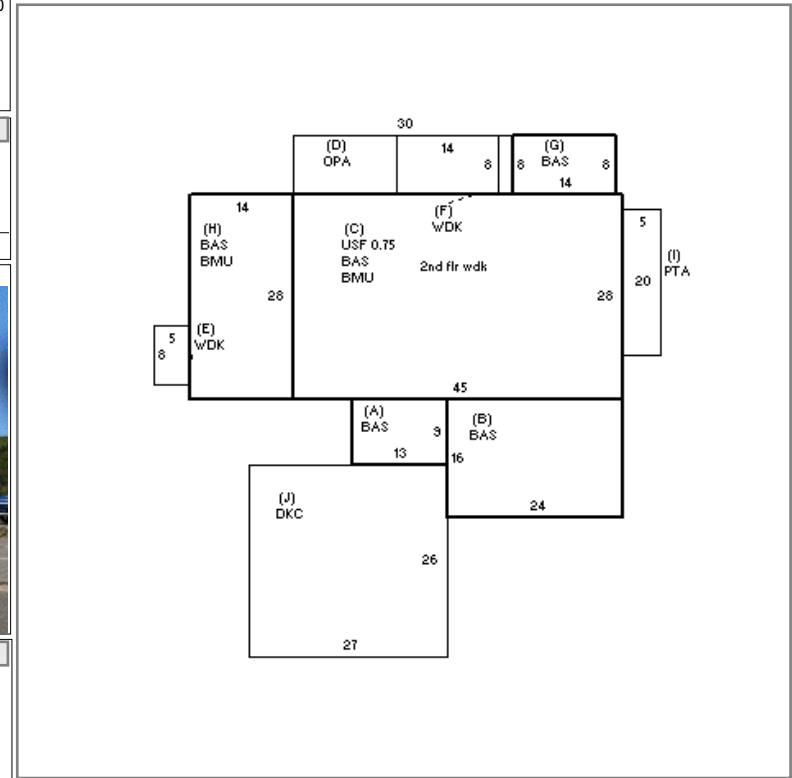 30
(D)
OPA
14
8
8
(G)
BAS
8
14
14
(H)
BAS
BMU
28
(C)
USF 0.75
BAS
BMU
(F)
WDK
2nd flr wdk
28
5
20
(I)
PTA
(E)
WDK
5
8
45
(A)
BAS
9
13
(B)
BAS
16
24
(J)
DKC
26
27